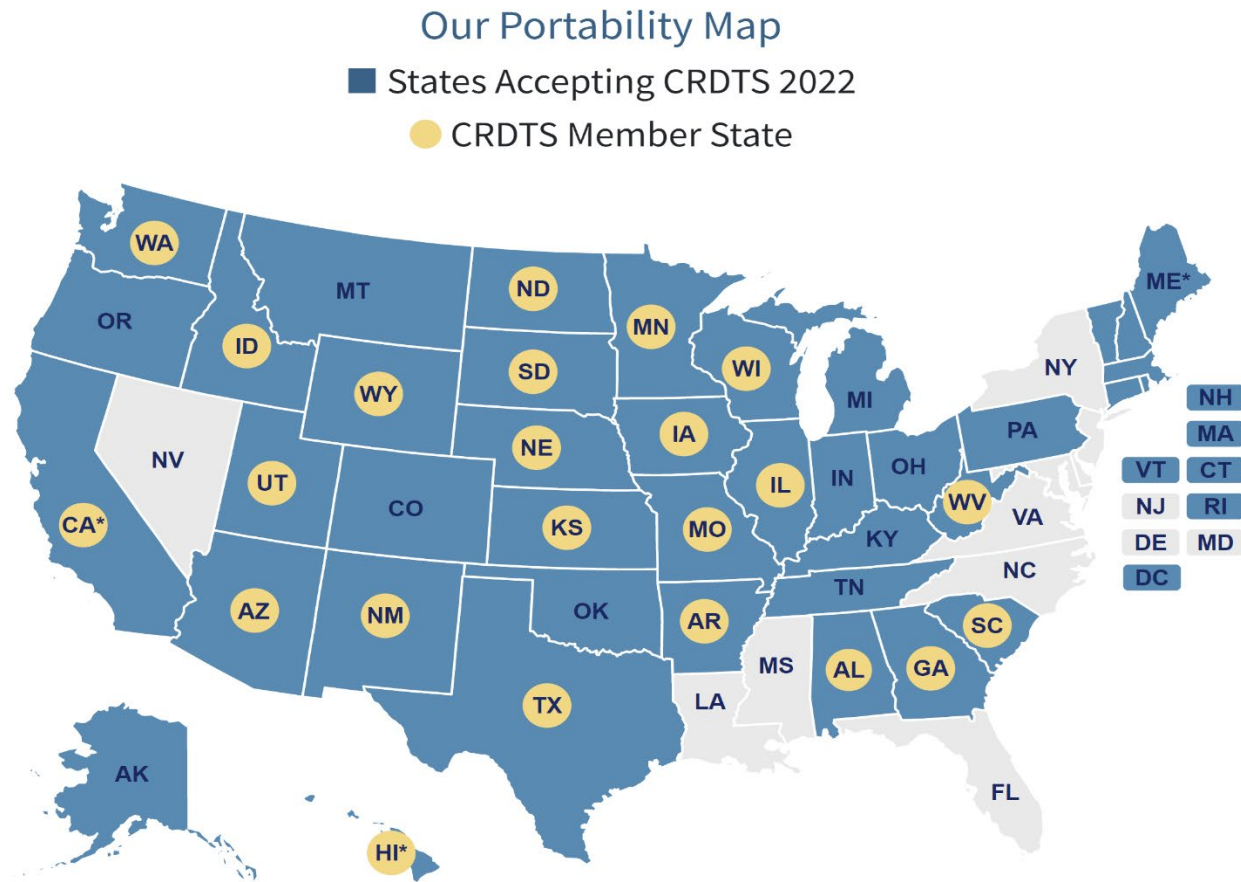 Our Portability Map
States Accepting CRDTS 2022
CRDTS Member State
WA
MT
ND
MN
ME*
OR
ID
WY
SD
WI
MI
NY
NH
MA
NV
UT
CO
NE
IA
IL
IN
OH
PA
VT CT
CA*
KS
MO
KY
WV
VA
NJ RI
DE MD
DC
AZ
NM
OK
AR
TN
NC
SC
TX
LA
MS
AL
GA
FL
AK
HI*